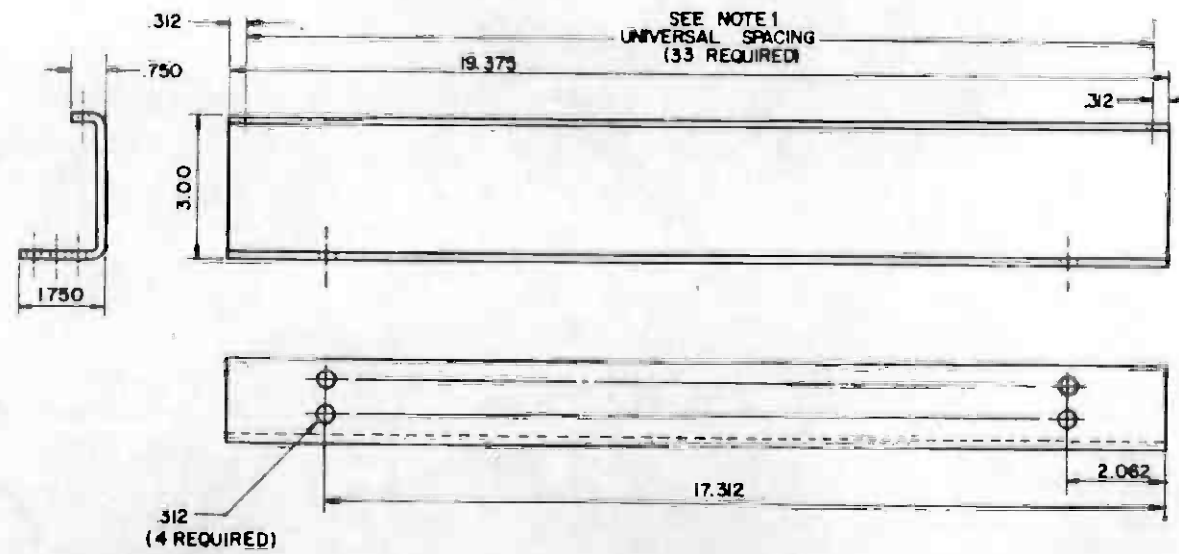 .312
SEE NOTE 1
UNIVERSAL SPACING
(33 REQUIRED)
.750
19.375
.312
3.00
1750
2.062
17.312
.312
(4 REQUIRED)